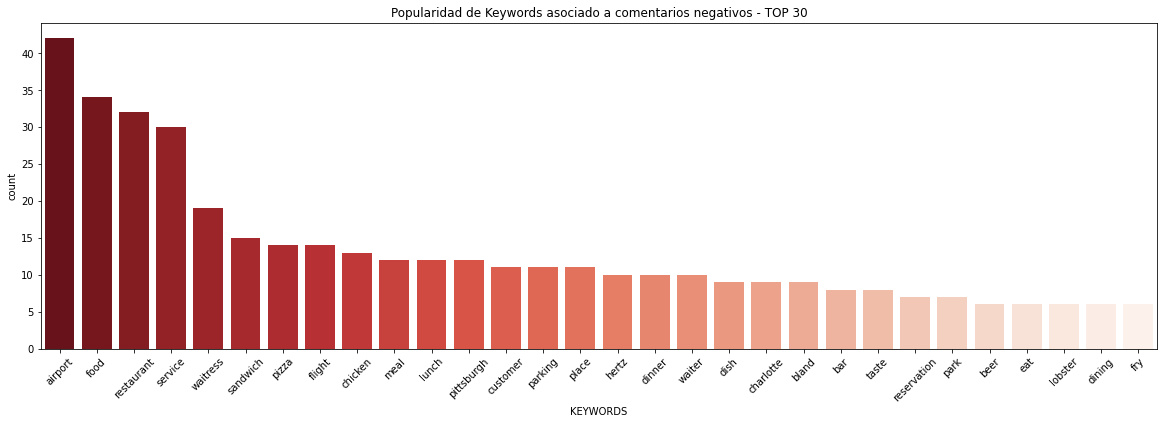 Popularidad de Keywords asociado a comentarios negativos - TOP 30
count
40
35
30
25
20
15
10
5
0
airport
food
restaurant
service
waitress
sandwich
pizza
flight
chicken
meal
lunch
pittsburgh
customer
parking
place
hertz
dinner
waiter
dish
charlotte
bland
bar
taste
reservation
park
beer
eat
lobster
dining
fry
KEYWORDS